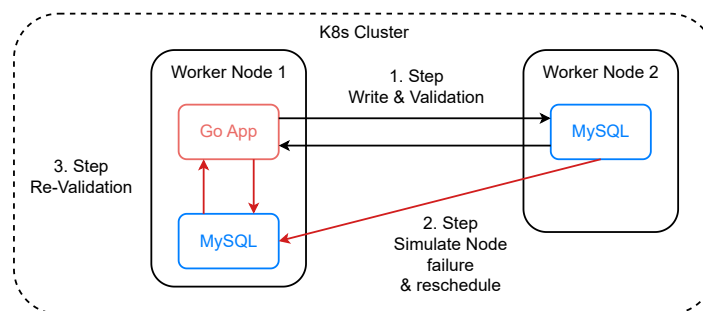 K8s Cluster
Worker Node 1
Worker Node 2
1. Step
Write & Validation
Go App
MySQL
3. Step
Re-Validation
MySQL
2. Step
Simulate Node
failure
& reschedule